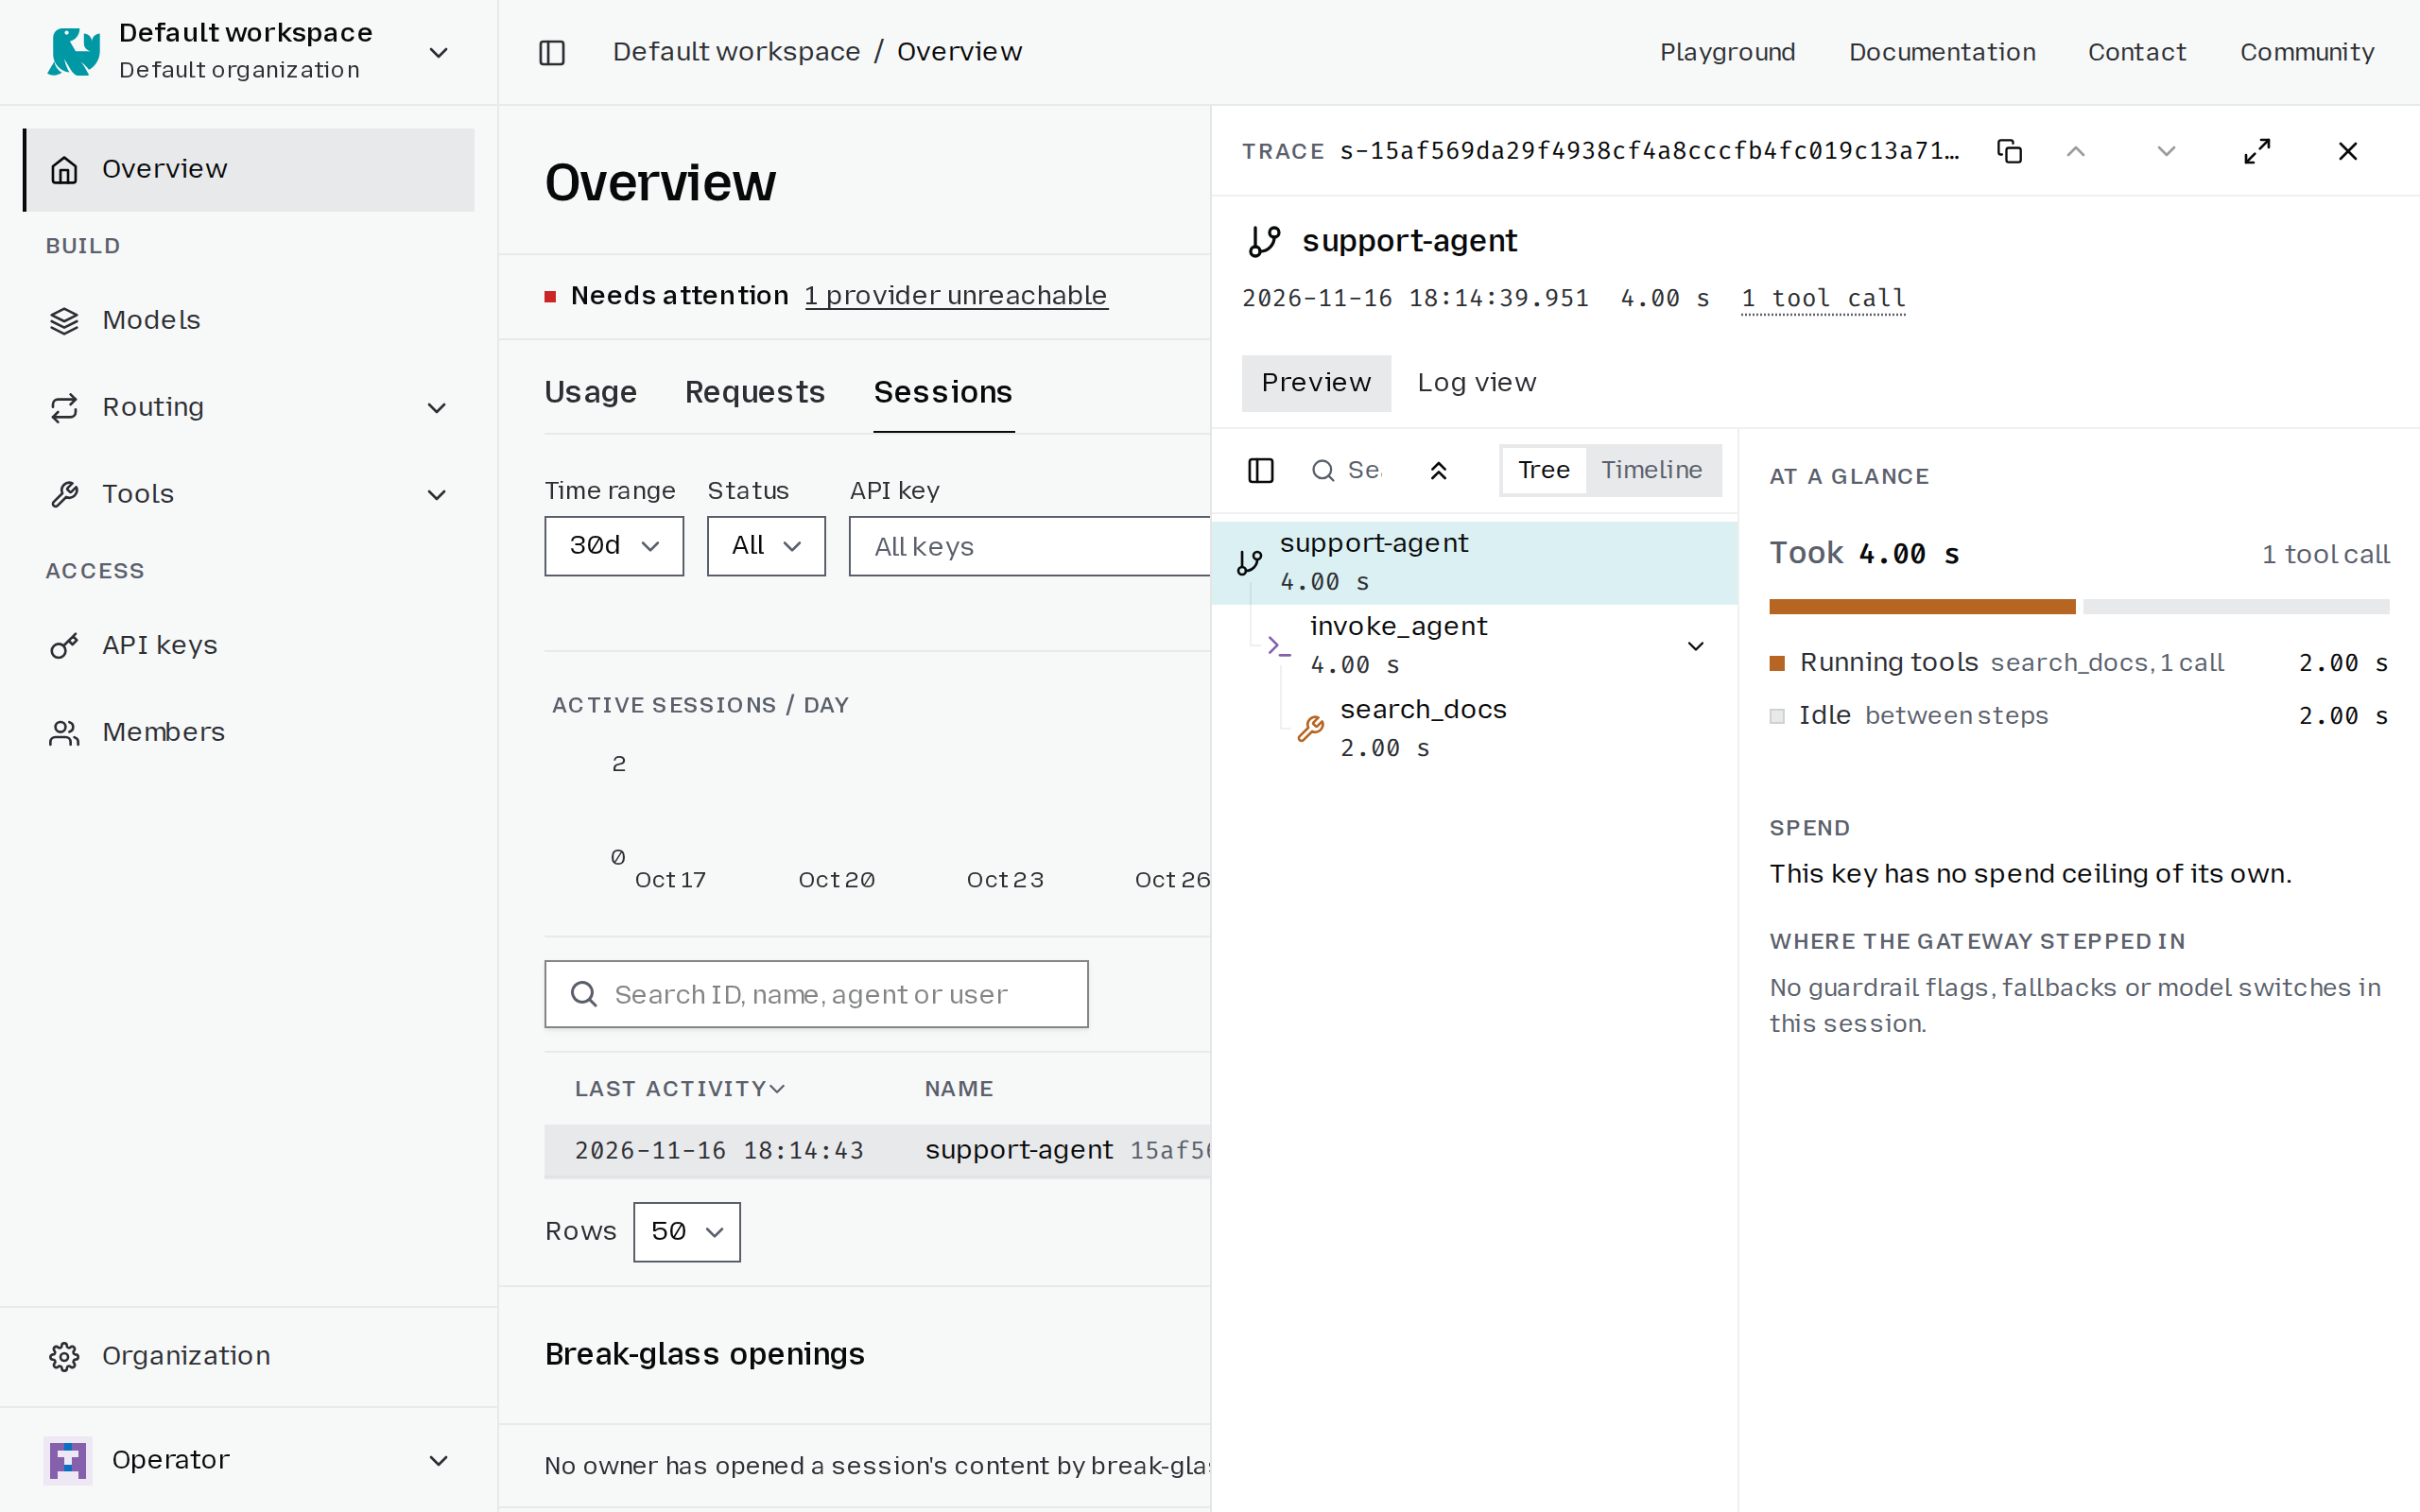 Default workspace
Default organization
Default workspace / Overview
Playground
Documentation
Contact
Community
Overview
BUILD
Models
Routing
Tools
ACCESS
API keys
Members
Organization
Operator
Overview
Needs attention 1 provider unreachable
Usage
Requests
Sessions
Time range
Status
API key
30d
All
All keys
ACTIVE SESSIONS / DAY
2
0
Oct 17
Oct 20
Oct 23
Oct 26
Search ID, name, agent or user
LAST ACTIVITY
NAME
2026-11-16 18:14:43
support-agent 15af56
Rows
50
Break-glass openings
No owner has opened a session's content by break-glas
TRACE s-15af569da29f4938cf4a8cccfb4fc019c13a71…
support-agent
2026-11-16 18:14:39.951 4.00 s 1 tool call
Preview
Log view
Sea
Tree
Timeline
support-agent
4.00 s
invoke_agent
4.00 s
search_docs
2.00 s
AT A GLANCE
Took 4.00 s
1 tool call
Running tools search_docs, 1 call 2.00 s
Idle between steps 2.00 s
SPEND
This key has no spend ceiling of its own.
WHERE THE GATEWAY STEPPED IN
No guardrail flags, fallbacks or model switches in
this session.